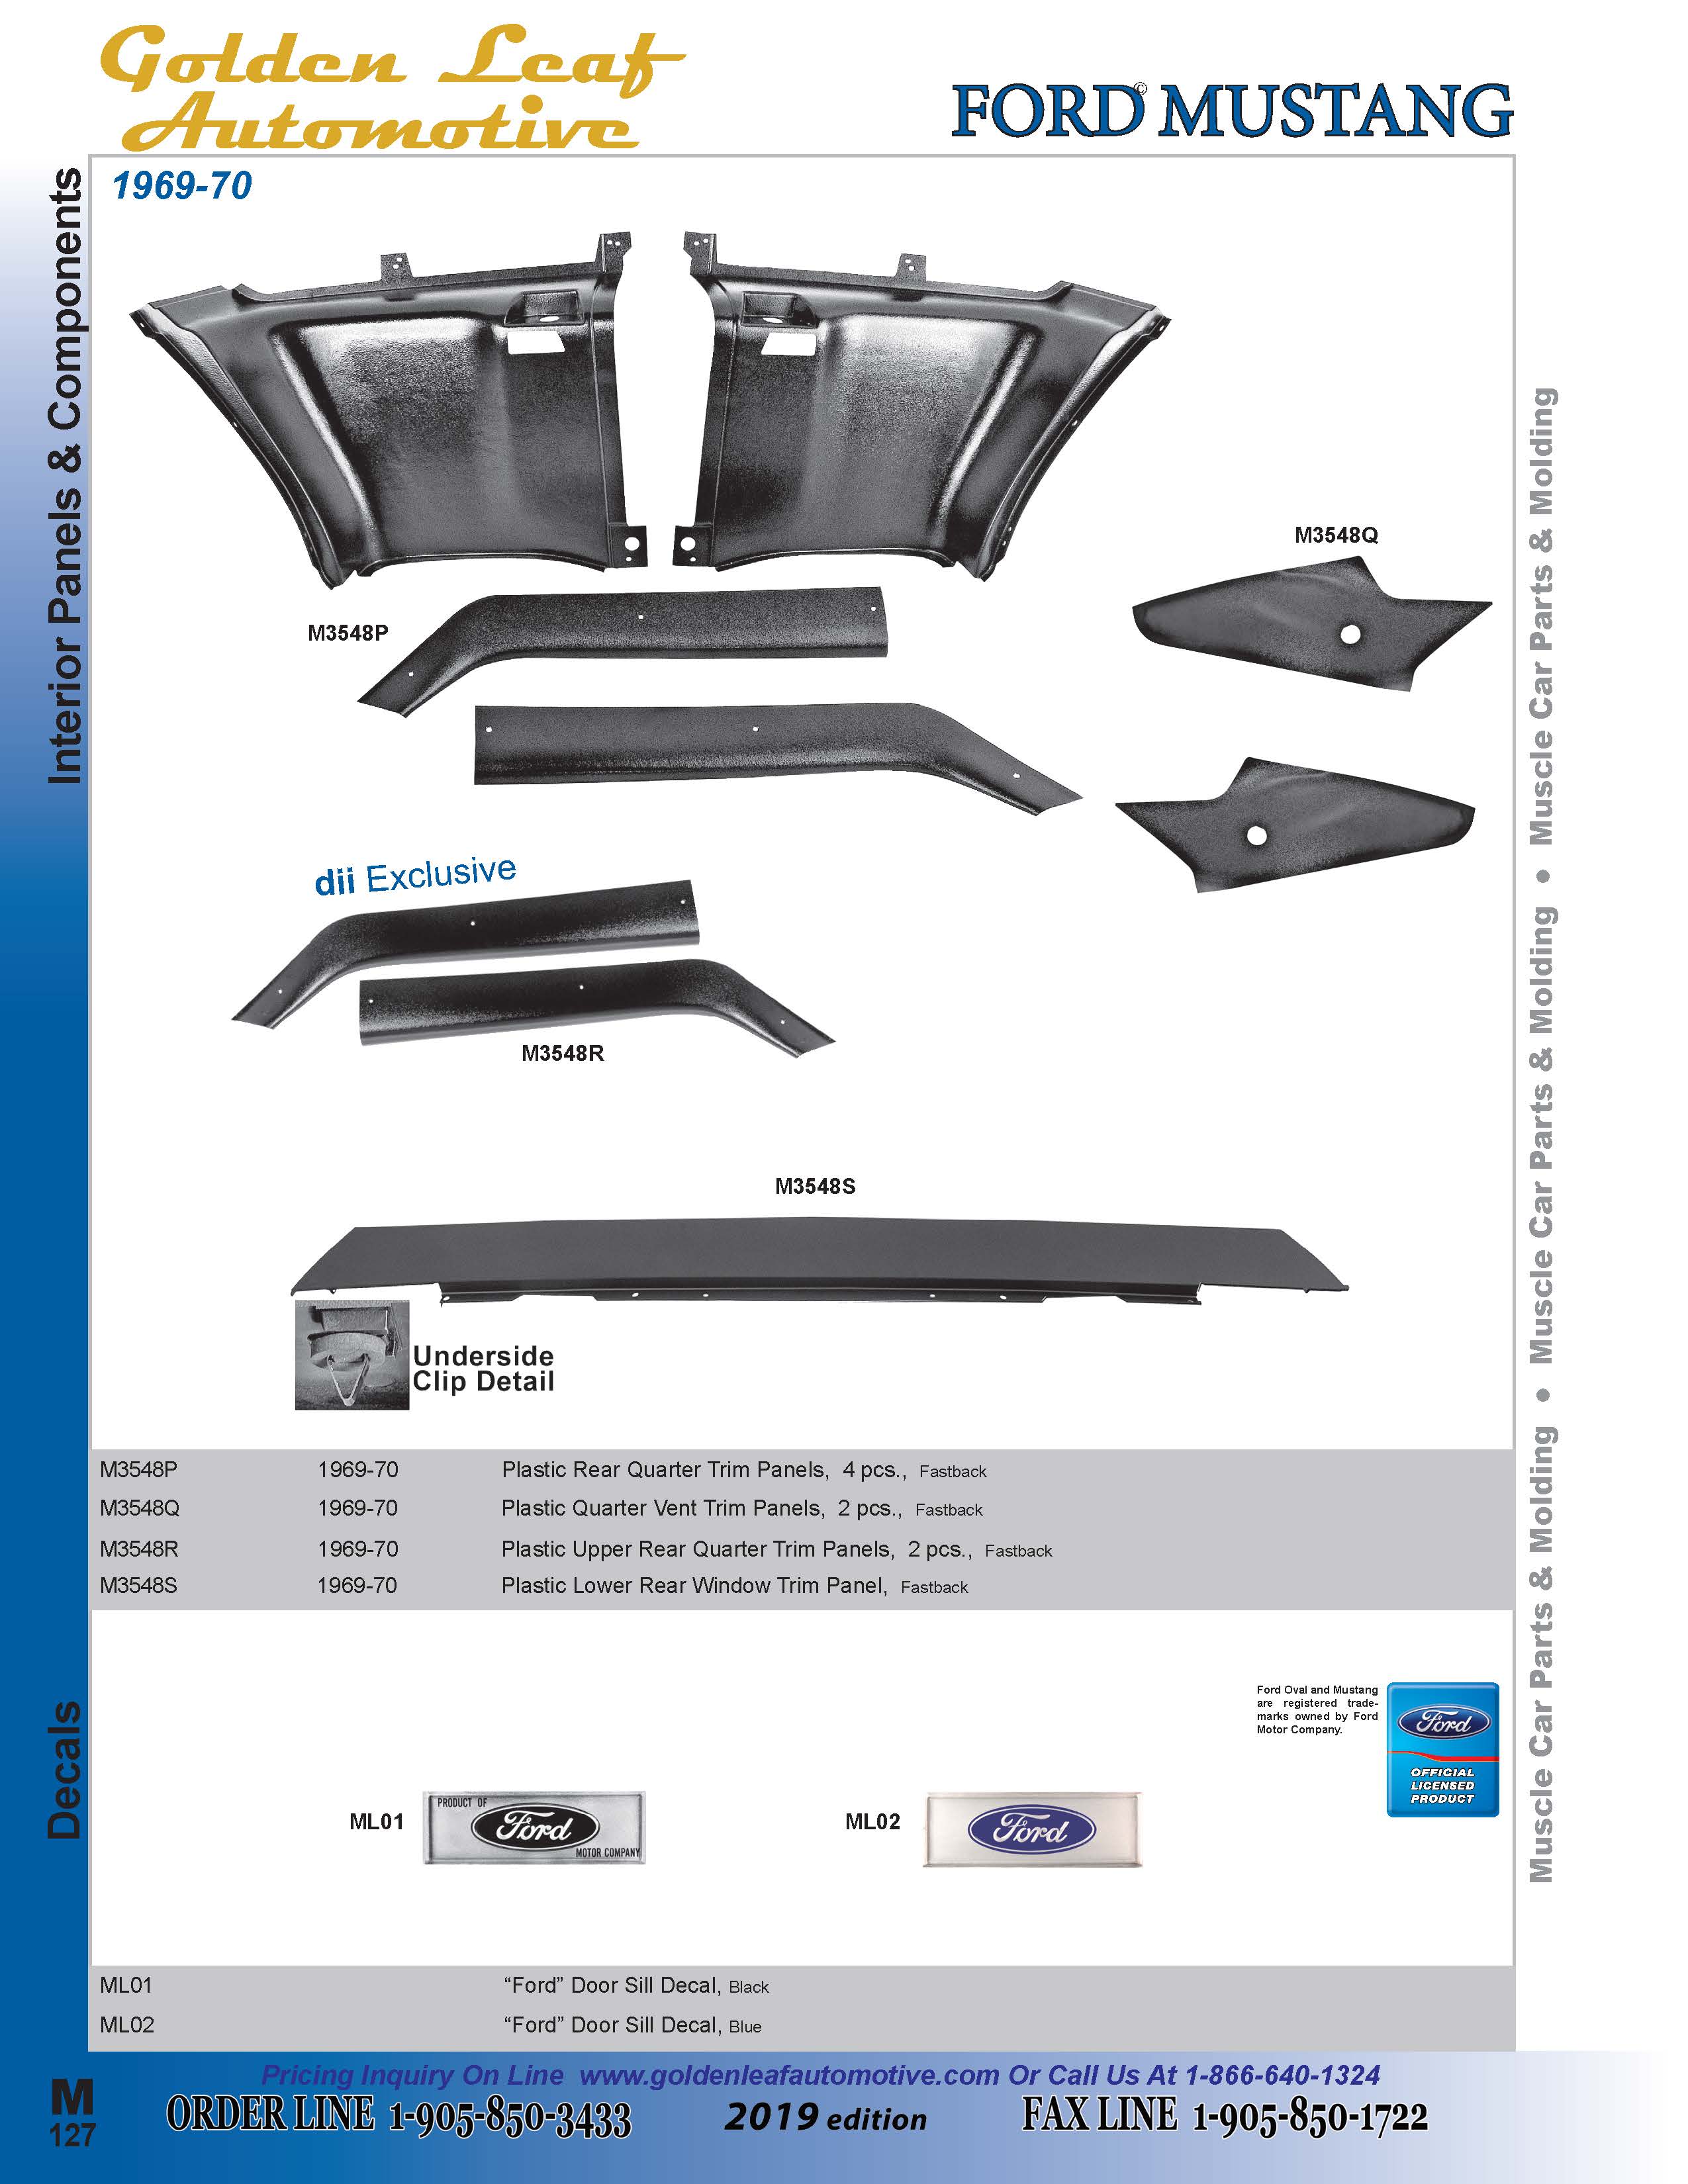 Golden Leaf
Automotive
FORD© MUSTANG
Interior Panels & Components
1969-70
M3548Q
M3548P
dii Exclusive
M3548R
M3548S
Underside
Clip Detail
M3548P 1969-70 Plastic Rear Quarter Trim Panels, 4 pcs., Fastback
M3548Q 1969-70 Plastic Quarter Vent Trim Panels, 2 pcs., Fastback
M3548R 1969-70 Plastic Upper Rear Quarter Trim Panels, 2 pcs., Fastback
M3548S 1969-70 Plastic Lower Rear Window Trim Panel, Fastback
Decals
Ford Oval and Mustang
are registered trade-
marks owned by Ford
Motor Company.
Ford
OFFICIAL
LICENSED
PRODUCT
ML01
PRODUCT OF
Ford
MOTOR COMPANY
ML02
Ford
ML01 “Ford” Door Sill Decal, Black
ML02 “Ford” Door Sill Decal, Blue
Muscle Car Parts & Molding • Muscle Car Parts & Molding • Muscle Car Parts & Molding
Pricing Inquiry On Line www.goldenleafautomotive.com Or Call Us At 1-866-640-1324
M
127
ORDER LINE 1-905-850-3433
2019 edition
FAX LINE 1-905-850-1722